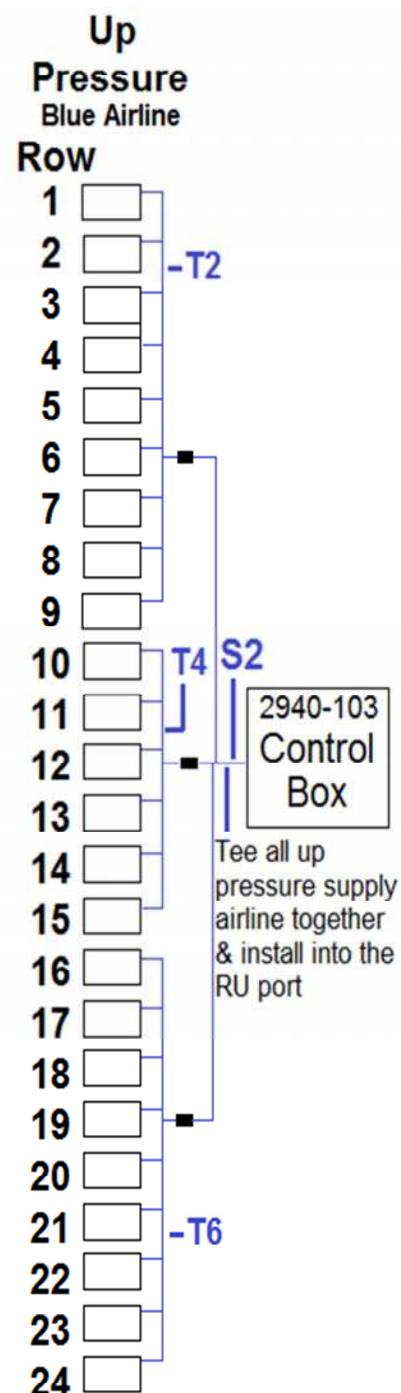 Up
Pressure
Blue Airline
Row
1
2
-T2
3
4
5
6
7
8
9
10
T4 S2
11
2940-103
Control
Box
12
13
14
15
Tee all up
pressure supply
airline together
& install into the
RU port
16
17
18
19
20
21
-T6
22
23
24